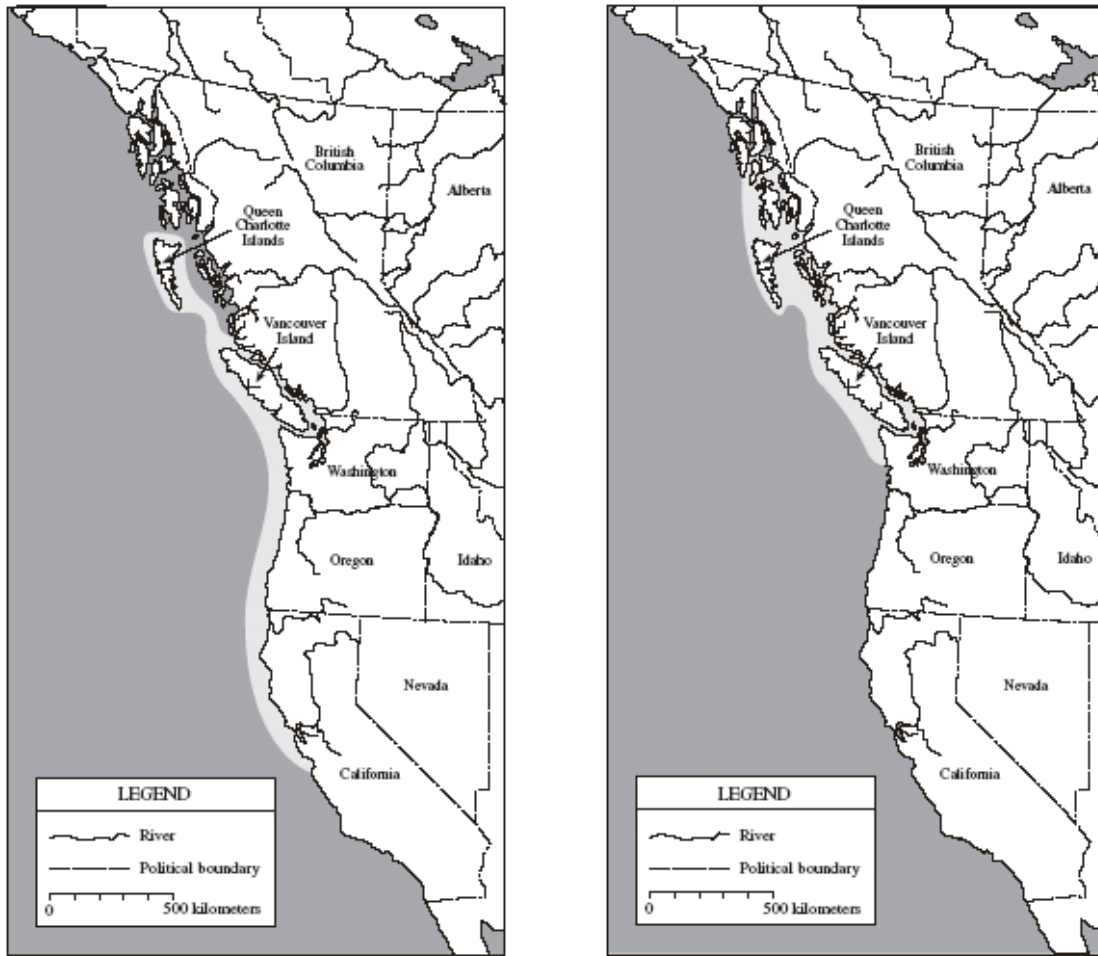 British
Columbia
Alberta
Queen
Charlotte
Islands
Vancouver
Island
Washington
Oregon
Idaho
Nevada
California
LEGEND
River
Political boundary
0 500 kilometers
British
Columbia
Alberta
Queen
Charlotte
Islands
Vancouver
Island
Washington
Oregon
Idaho
Nevada
California
LEGEND
River
Political boundary
0 500 kilometers